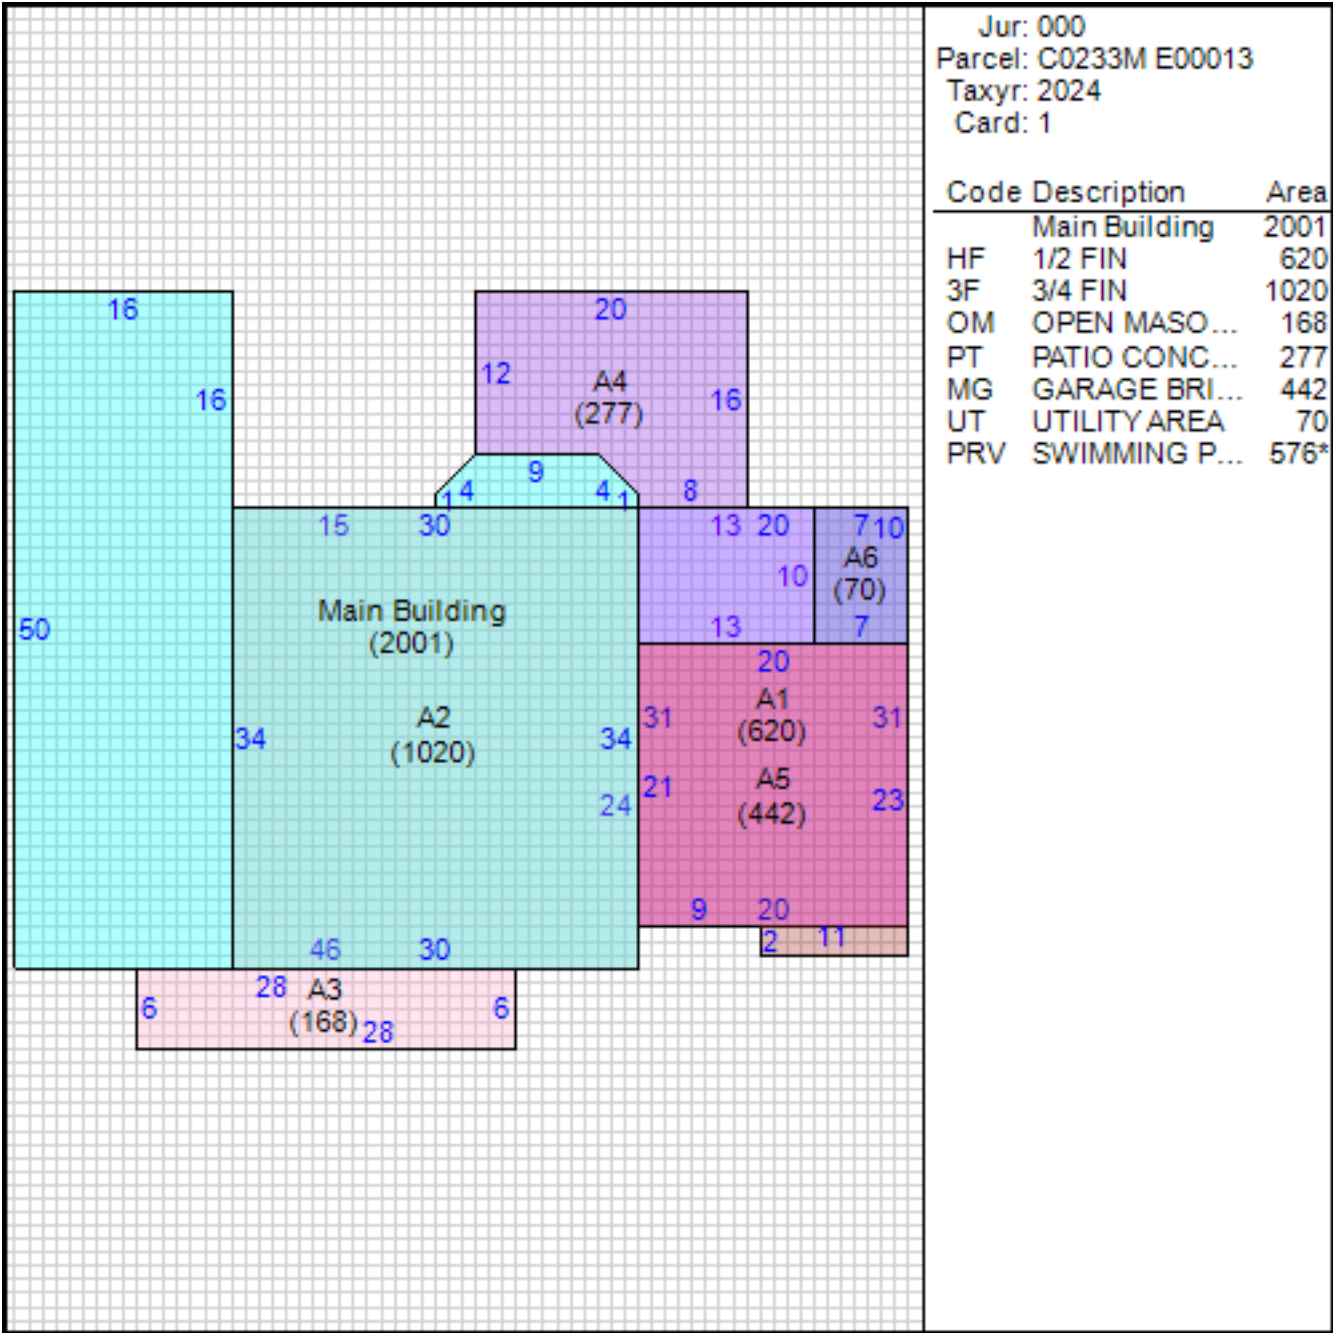 Jur: 000
Parcel: C0233M E00013
Taxyr: 2024
Card: 1
Code Description Area
Main Building 2001
HF 1/2 FIN 620
3F 3/4 FIN 1020
OM OPEN MASO... 168
PT PATIO CONC... 277
MG GARAGE BRI... 442
UT UTILITY AREA 70
PRV SWIMMING P... 576*
16
20
12
16
A4
(277)
9
1 4
4 1
8
15
30
13
20
7 10
A6
(70)
10
13
7
Main Building
(2001)
50
20
A1
(620)
31
31
A2
(1020)
34
34
21
24
A5
(442)
23
9
20
2
11
46
30
28
A3
(168)
6
6
28